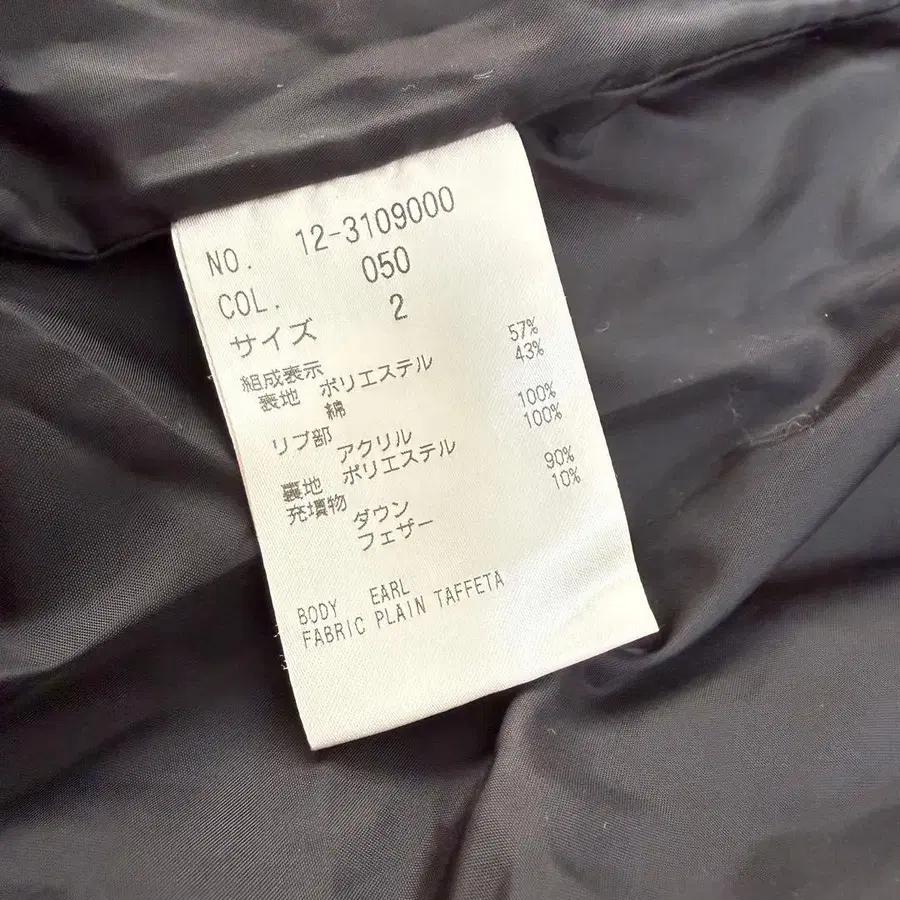 NO. 12-3109000
COL. 050
サイズ 2
組成表示
表地 ポリエステル 57%
綿 43%
リブ部
アクリル 100%
裏地 ポリエステル 100%
充填物
ダウン 90%
フェザー 10%
BODY EARL
FABRIC PLAIN TAFFETA